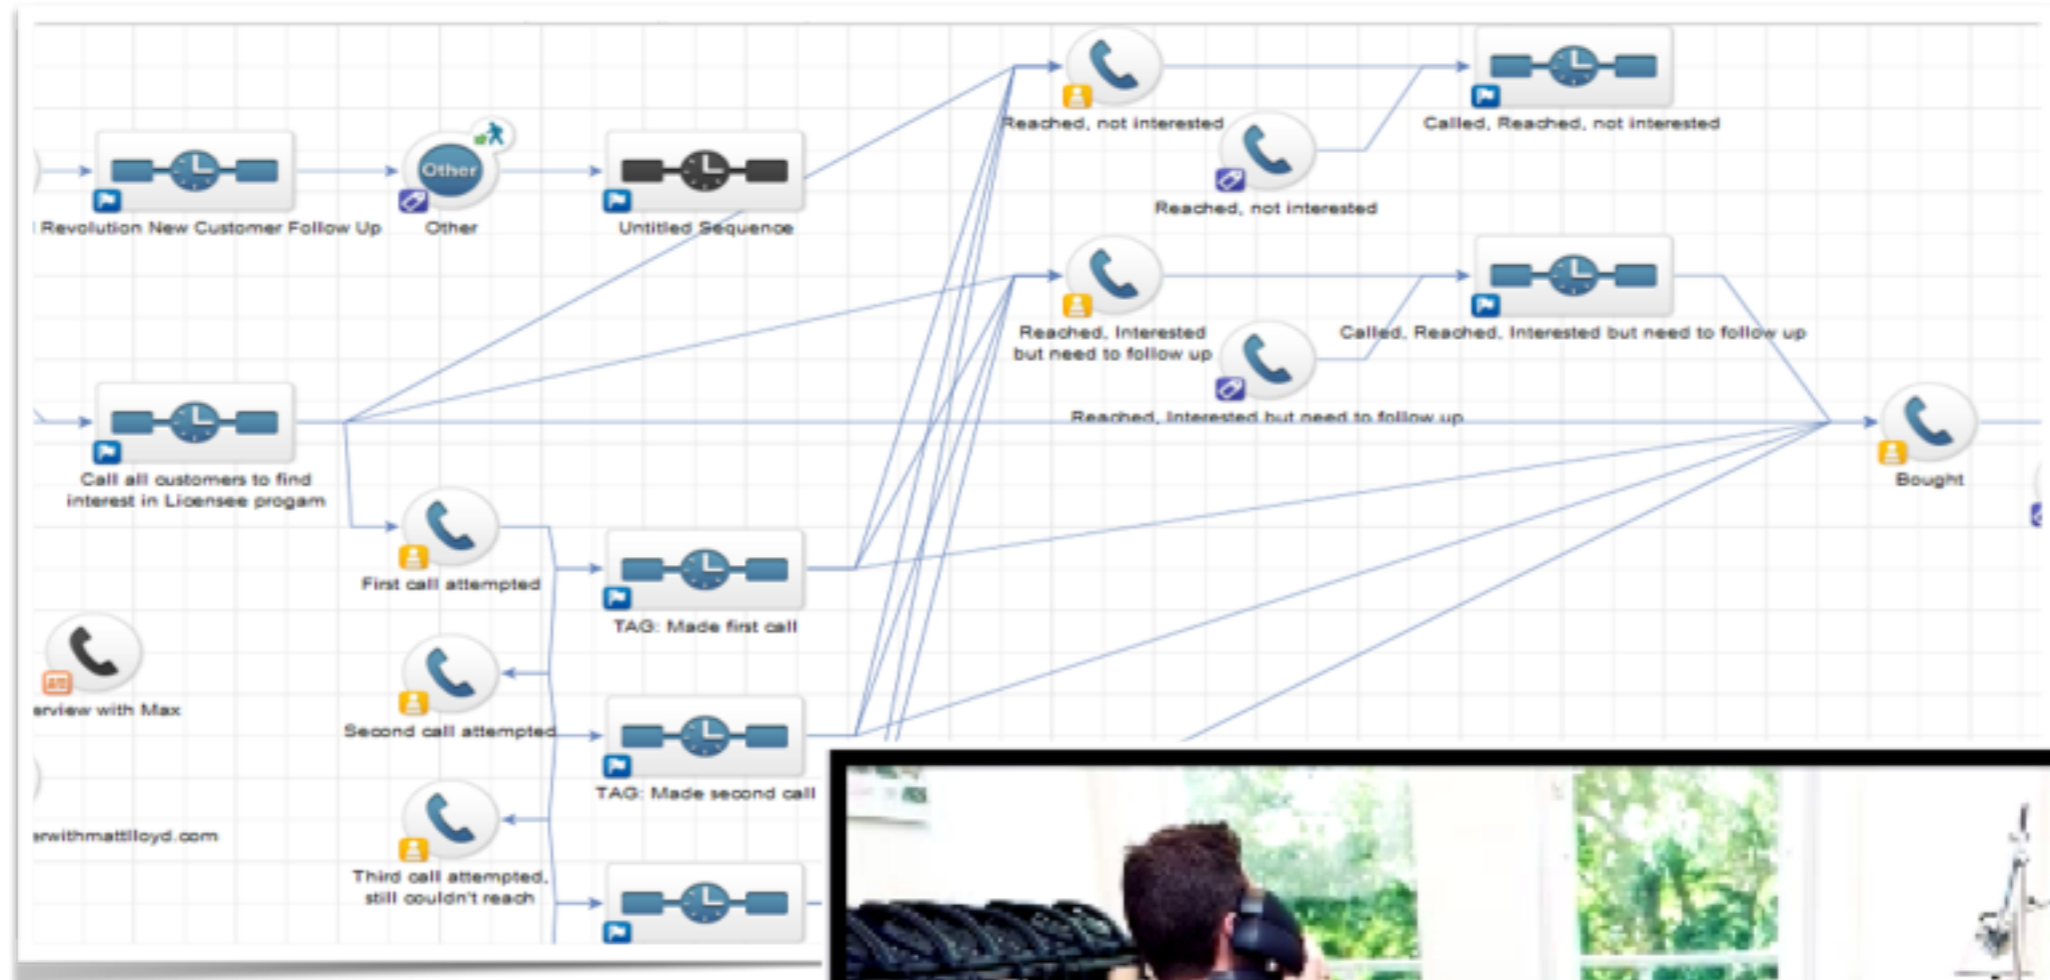 Reached, not interested
Called, Reached, not interested
Other
Revolution New Customer Follow Up
Other
Untitled Sequence
Reached, not interested
Reached, Interested
but need to follow up
Called, Reached, Interested but need to follow up
Reached, Interested but need to follow up
Call all customers to find
interest in Licensee progam
Bought
First call attempted
TAG: Made first call
erview with Max
Second call attempted
TAG: Made second call
erwithmattlloyd.com
Third call attempted,
still couldn't reach